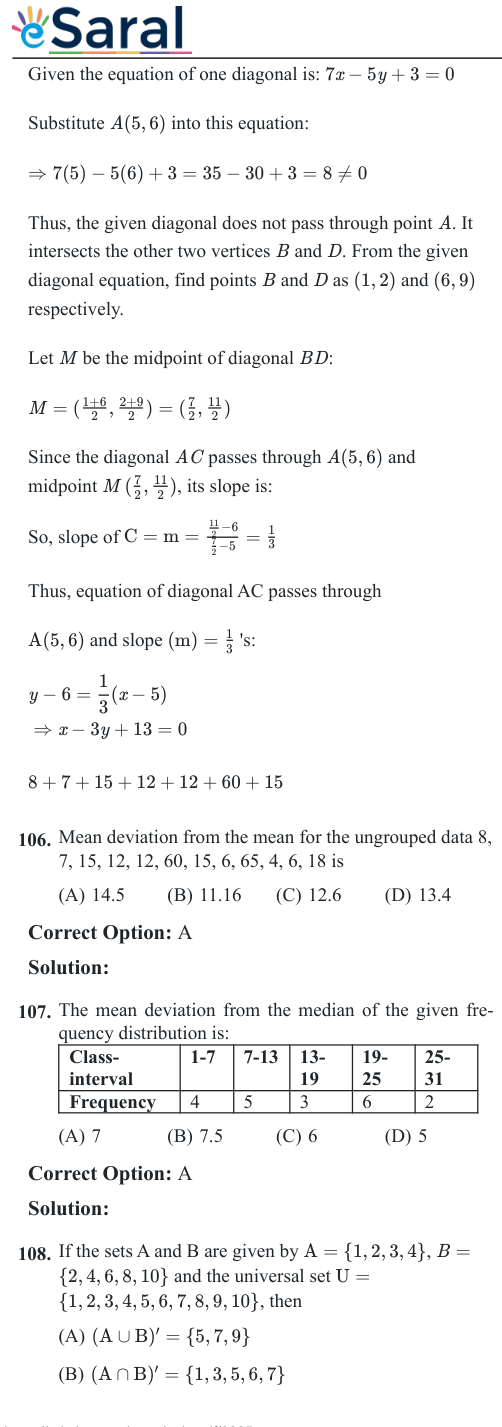 eSaral
Given the equation of one diagonal is: 7x − 5y + 3 = 0
Substitute A(5, 6) into this equation:
⇒ 7(5) − 5(6) + 3 = 35 − 30 + 3 = 8 ≠ 0
Thus, the given diagonal does not pass through point A. It
intersects the other two vertices B and D. From the given
diagonal equation, find points B and D as (1, 2) and (6, 9)
respectively.
Let M be the midpoint of diagonal BD:
M = ((1+6)/2, (2+9)/2) = (7/2, 11/2)
Since the diagonal AC passes through A(5, 6) and
midpoint M (7/2, 11/2), its slope is:
So, slope of C = m = (11/2 −6)/(7/2 −5) = 1/3
Thus, equation of diagonal AC passes through
A(5, 6) and slope (m) = 1/3 's:
y − 6 = 1/3 (x − 5)
⇒ x − 3y + 13 = 0
8 + 7 + 15 + 12 + 12 + 60 + 15
106. Mean deviation from the mean for the ungrouped data 8,
7, 15, 12, 12, 60, 15, 6, 65, 4, 6, 18 is
(A) 14.5 (B) 11.16 (C) 12.6 (D) 13.4
Correct Option: A
Solution:
107. The mean deviation from the median of the given fre-
quency distribution is:
Class- 1-7 7-13 13- 19- 25-
interval 19 25 31
Frequency 4 5 3 6 2
(A) 7 (B) 7.5 (C) 6 (D) 5
Correct Option: A
Solution:
108. If the sets A and B are given by A = {1, 2, 3, 4}, B =
{2, 4, 6, 8, 10} and the universal set U =
{1, 2, 3, 4, 5, 6, 7, 8, 9, 10}, then
(A) (A ∪ B)′ = {5, 7, 9}
(B) (A ∩ B)′ = {1, 3, 5, 6, 7}